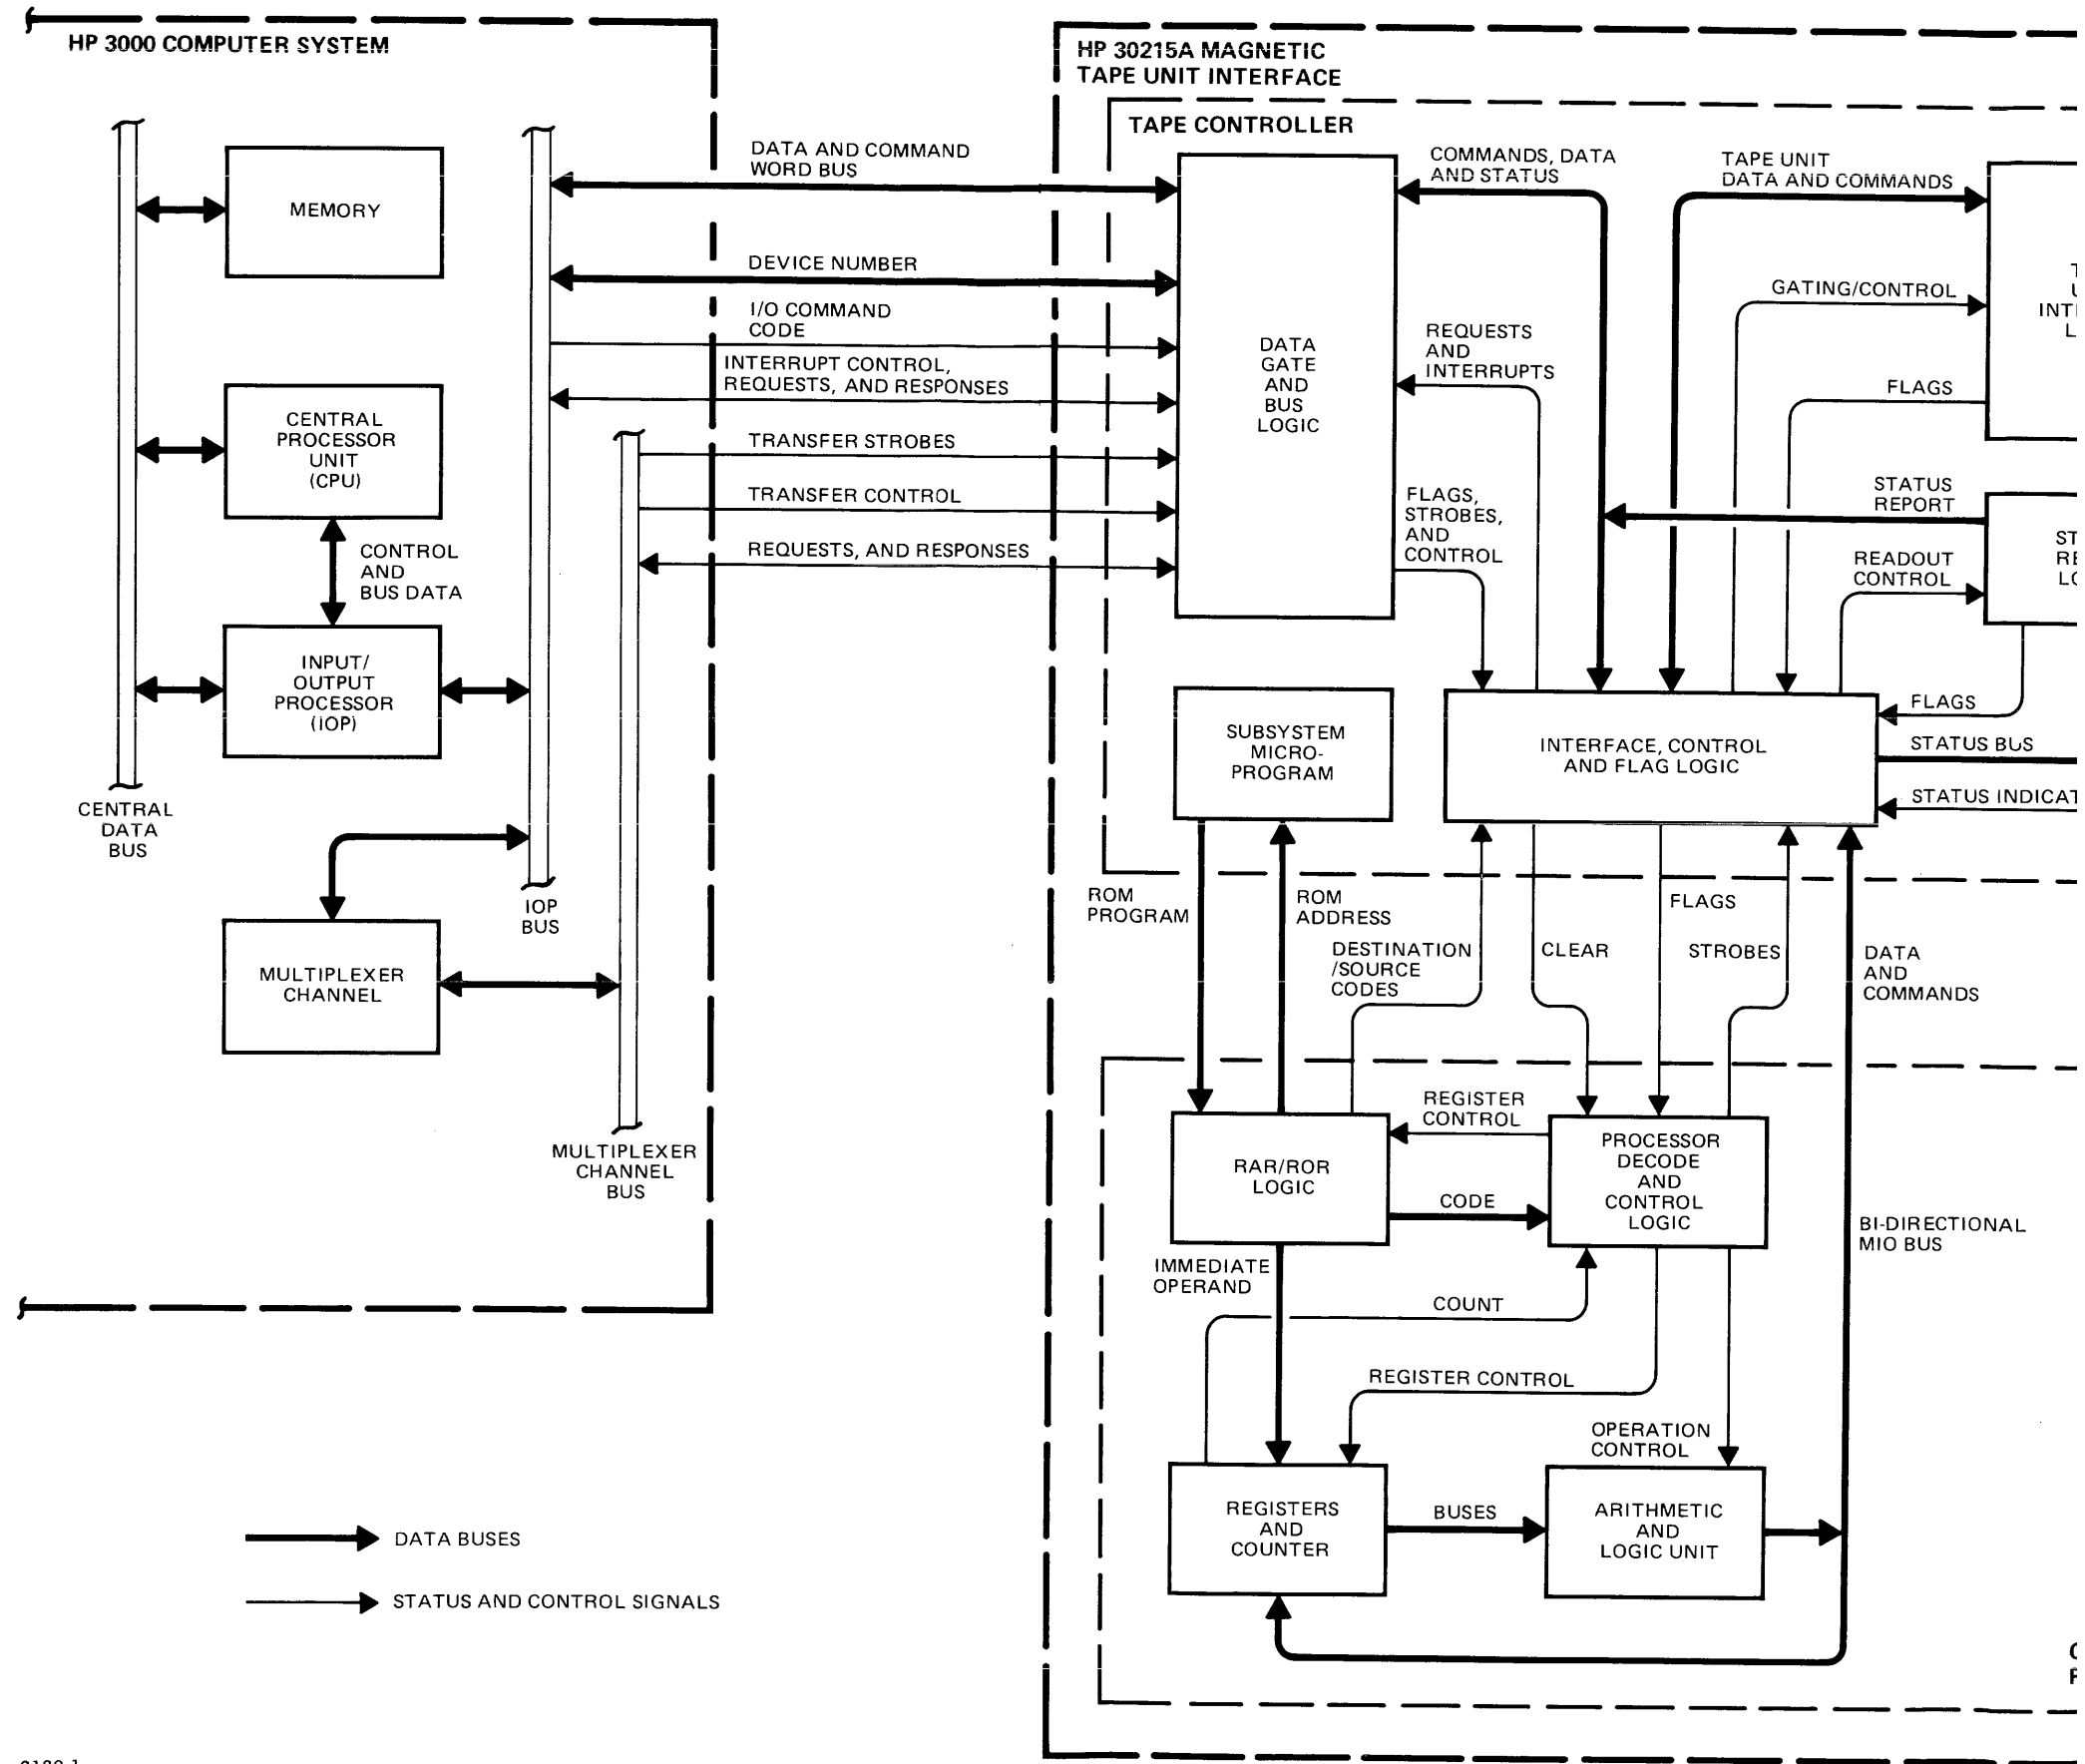 HP 3000 COMPUTER SYSTEM
MEMORY
CENTRAL
PROCESSOR
UNIT
(CPU)
CONTROL
AND
BUS DATA
INPUT/
OUTPUT
PROCESSOR
(IOP)
CENTRAL
DATA
BUS
IOP
BUS
MULTIPLEXER
CHANNEL
MULTIPLEXER
CHANNEL
BUS
DATA AND COMMAND
WORD BUS
DEVICE NUMBER
I/O COMMAND
CODE
INTERRUPT CONTROL,
REQUESTS, AND RESPONSES
TRANSFER STROBES
TRANSFER CONTROL
REQUESTS, AND RESPONSES
HP 30215A MAGNETIC
TAPE UNIT INTERFACE
TAPE CONTROLLER
DATA
GATE
AND
BUS
LOGIC
COMMANDS, DATA
AND STATUS
TAPE UNIT
DATA AND COMMANDS
GATING/CONTROL
REQUESTS
AND
INTERRUPTS
FLAGS
FLAGS,
STROBES,
AND
CONTROL
STATUS
REPORT
READOUT
CONTROL
SUBSYSTEM
MICRO-
PROGRAM
INTERFACE, CONTROL
AND FLAG LOGIC
FLAGS
STATUS BUS
STATUS INDICAT
ROM
PROGRAM
ROM
ADDRESS
DESTINATION
/SOURCE
CODES
CLEAR
FLAGS
STROBES
DATA
AND
COMMANDS
REGISTER
CONTROL
RAR/ROR
LOGIC
CODE
PROCESSOR
DECODE
AND
CONTROL
LOGIC
BI-DIRECTIONAL
MIO BUS
IMMEDIATE
OPERAND
COUNT
REGISTER CONTROL
OPERATION
CONTROL
REGISTERS
AND
COUNTER
BUSES
ARITHMETIC
AND
LOGIC UNIT
DATA BUSES
STATUS AND CONTROL SIGNALS